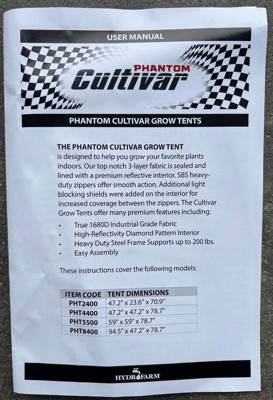 USER MANUAL
PHANTOM
Cultivar
PHANTOM CULTIVAR GROW TENTS
THE PHANTOM CULTIVAR GROW TENT
is designed to help you grow your favorite plants
indoors. Our top notch 3-layer fabric is sealed and
lined with a premium reflective interior. SBS heavy-
duty zippers offer smooth action. Additional light
blocking shields were added on the interior for
increased coverage between the zippers. The Cultivar
Grow Tents offer many premium features including:
• True 1680D Industrial Grade Fabric
• High-Reflectivity Diamond Pattern Interior
• Heavy Duty Steel Frame Supports up to 200 lbs.
• Easy Assembly
These instructions cover the following models:
ITEM CODE TENT DIMENSIONS
PHT2400 47.2" x 23.6" x 70.9"
PHT4400 47.2" x 47.2" x 78.7"
PHT5500 59" x 59" x 78.7"
PHT8400 94.5" x 47.2" x 78.7"
HYDROFARM